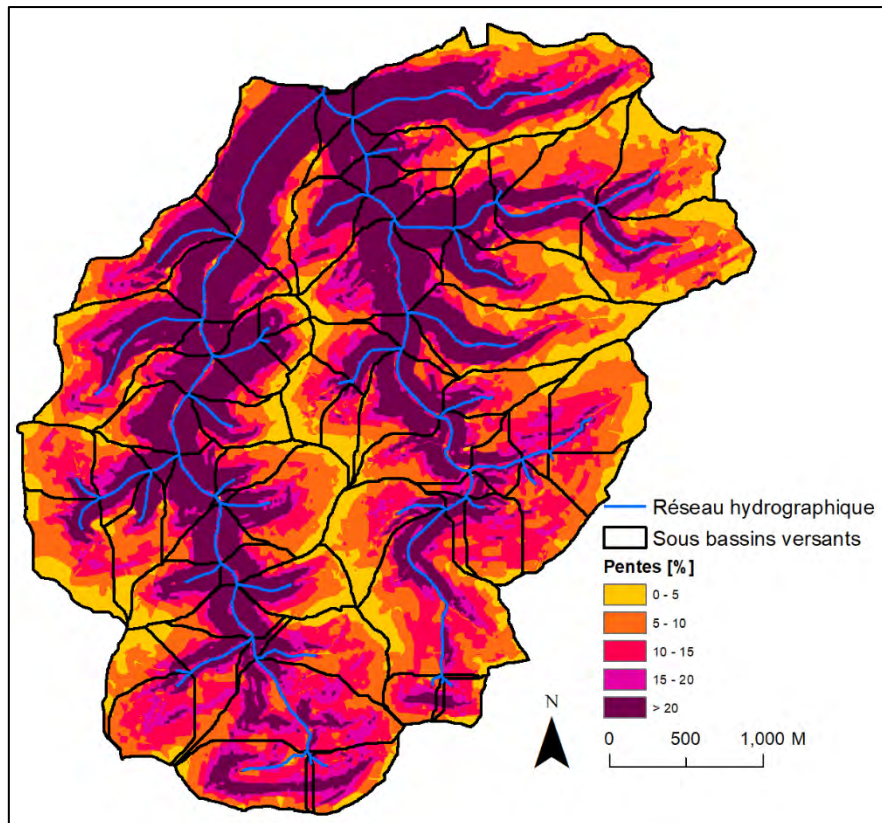 Réseau hydrographique
Sous bassins versants
Pentes [%]
0 - 5
5 - 10
10 - 15
15 - 20
> 20
N
0 500 1,000 M